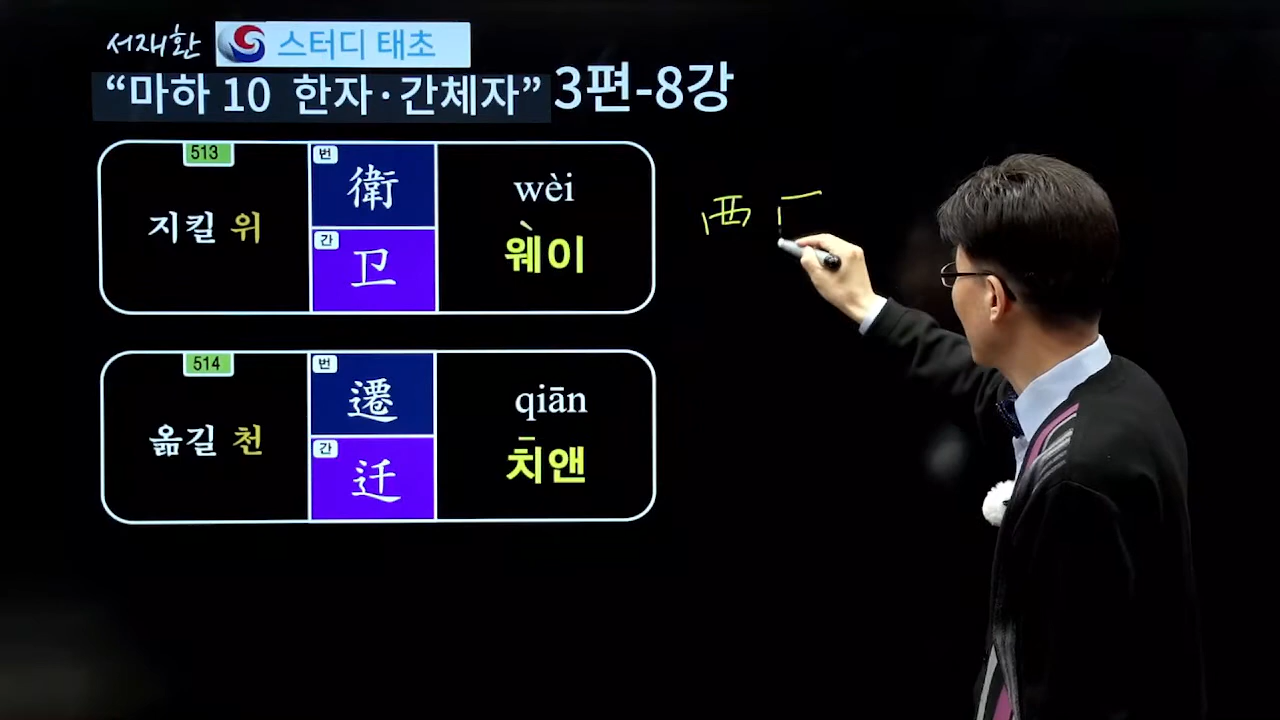 서재환 스터디 태초
“마하 10 한자·간체자” 3편-8강
513
지킬 위
번 衛
간 卫
wèi
웨이
514
옮길 천
번 遷
간 迁
qiān
치앤